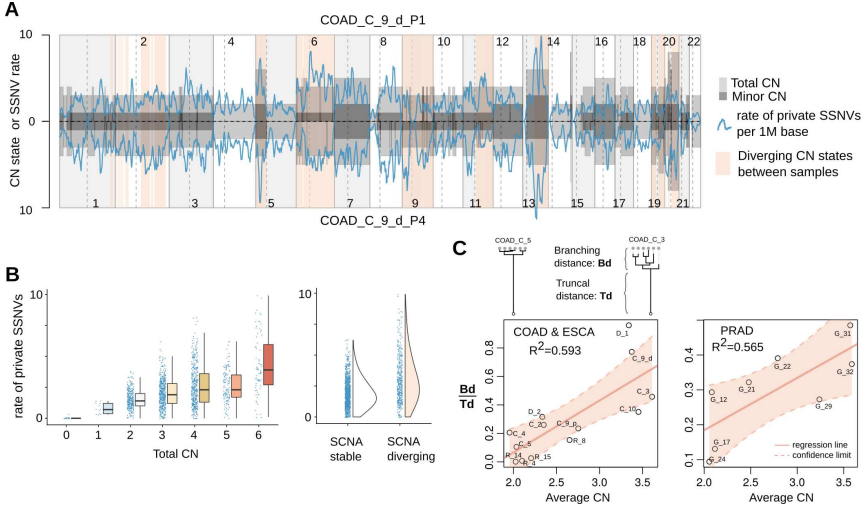 A
COAD_C_9_d_P1
10
0
10
CN state or SSNV rate
2
4
6
8
10
12
14
16
18
20
22
1
3
5
7
9
11
13
15
17
19
21
COAD_C_9_d_P4
Total CN
Minor CN
rate of private SSNVs
per 1M base
Diverging CN states
between samples
B
rate of private SSNVs
10
0
0
1
2
3
4
5
6
Total CN
10
0
SCNA
stable
SCNA
diverging
C
COAD_C_5
COAD_C_3
Branching
distance: Bd
Truncal
distance: Td
COAD & ESCA
R2=0.593
Bd
Td
0.8
0.6
0.4
0.2
0.0
D_1
C_9_d
C_3
C_10
D_2
C_2
C_9_p
C_4
C_5
R_8
R_14
R_15
R_4
2.0
2.5
3.0
3.5
Average CN
PRAD
R2=0.565
0.4
0.3
0.2
0.1
G_31
G_32
G_22
G_21
G_12
G_29
G_17
G_24
regression line
confidence limit
2.0
2.5
3.0
3.5
Average CN